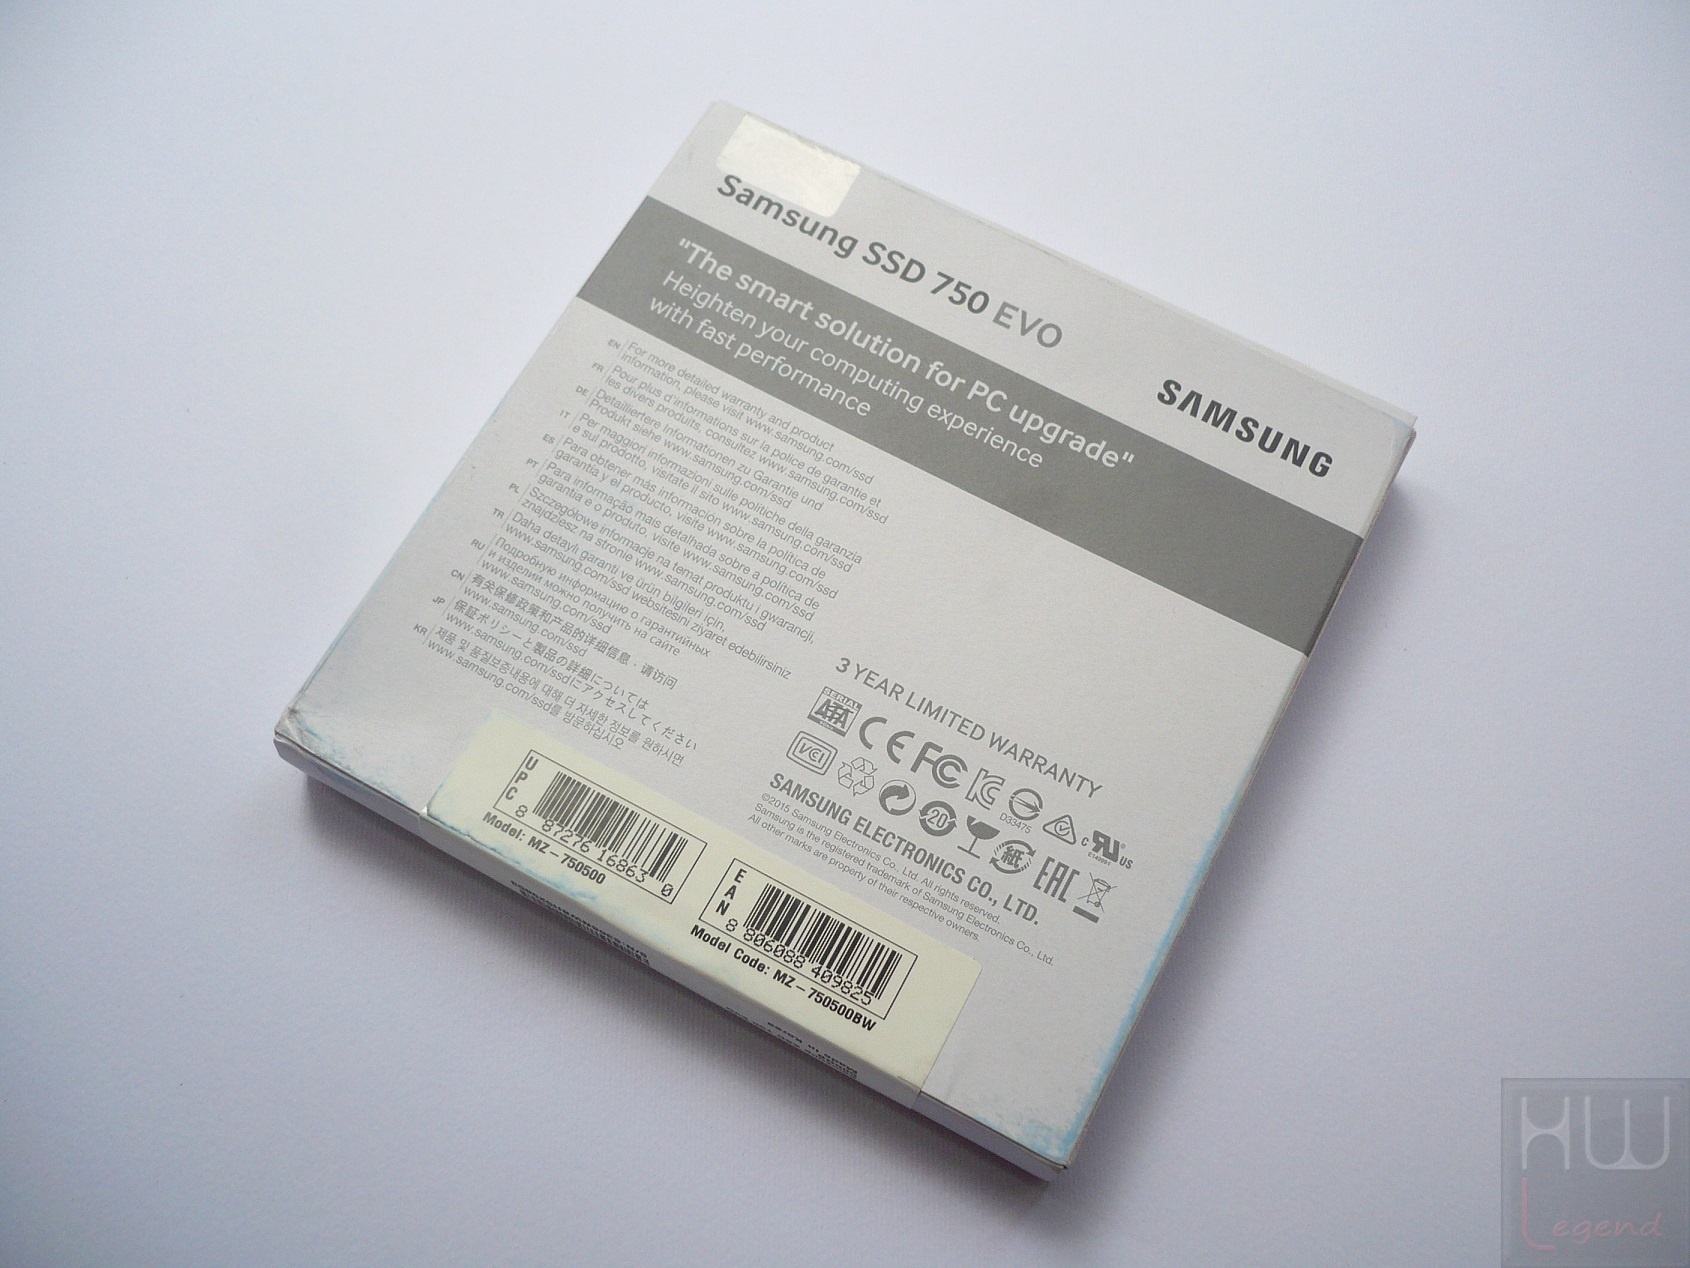 Samsung SSD 750 EVO
SAMSUNG
"The smart solution for PC upgrade"
Heighten your computing experience
with fast performance
EN For more detailed warranty and product
information, please visit www.samsung.com/ssd
FR Pour plus d'informations sur la police de garantie et
les divers produits, consultez www.samsung.com/ssd
DE Detailliertere Informationen zu Garantie und
Produkt siehe www.samsung.com/ssd
IT Per maggiori informazioni sulle politiche della garanzia
e sul prodotto, visitate il sito www.samsung.com/ssd
ES Para obtener más información sobre la política de
garantía y el producto, visite www.samsung.com/ssd
PT Para informação mais detalhada sobre a política de
garantia e o produto, visite www.samsung.com/ssd
PL Szczegółowe informacje na temat produktu i gwarancji,
znajdziesz na stronie www.samsung.com/ssd
TR Daha detaylı garanti ve ürün bilgileri için,
www.samsung.com/ssd websitesini ziyaret edebilirsiniz
RU Подробную информацию о гарантийных
и изделии можно получить на сайте
www.samsung.com/ssd
CN 有关保修政策和产品的详细信息，请访问
www.samsung.com/ssd
JP 保証ポリシーと製品の詳細については
www.samsung.com/ssdにアクセスしてください
KR 제품 및 품질보증내용에 대해 더 자세한 정보를 원하시면
www.samsung.com/ssd를 방문하십시오
3 YEAR LIMITED WARRANTY
SERIAL
ATA
CE FC
D33475
c UL US
E149091
VCI
20
紙
EAC
SAMSUNG ELECTRONICS CO., LTD.
©2015 Samsung Electronics Co., Ltd. All rights reserved.
Samsung is the registered trademark of Samsung Electronics Co., Ltd.
All other marks are property of their respective owners.
UPC
8 87276 16863 0
Model: MZ-750500
EAN
8 806088 409825
Model Code: MZ-750500BW
HW
Legend